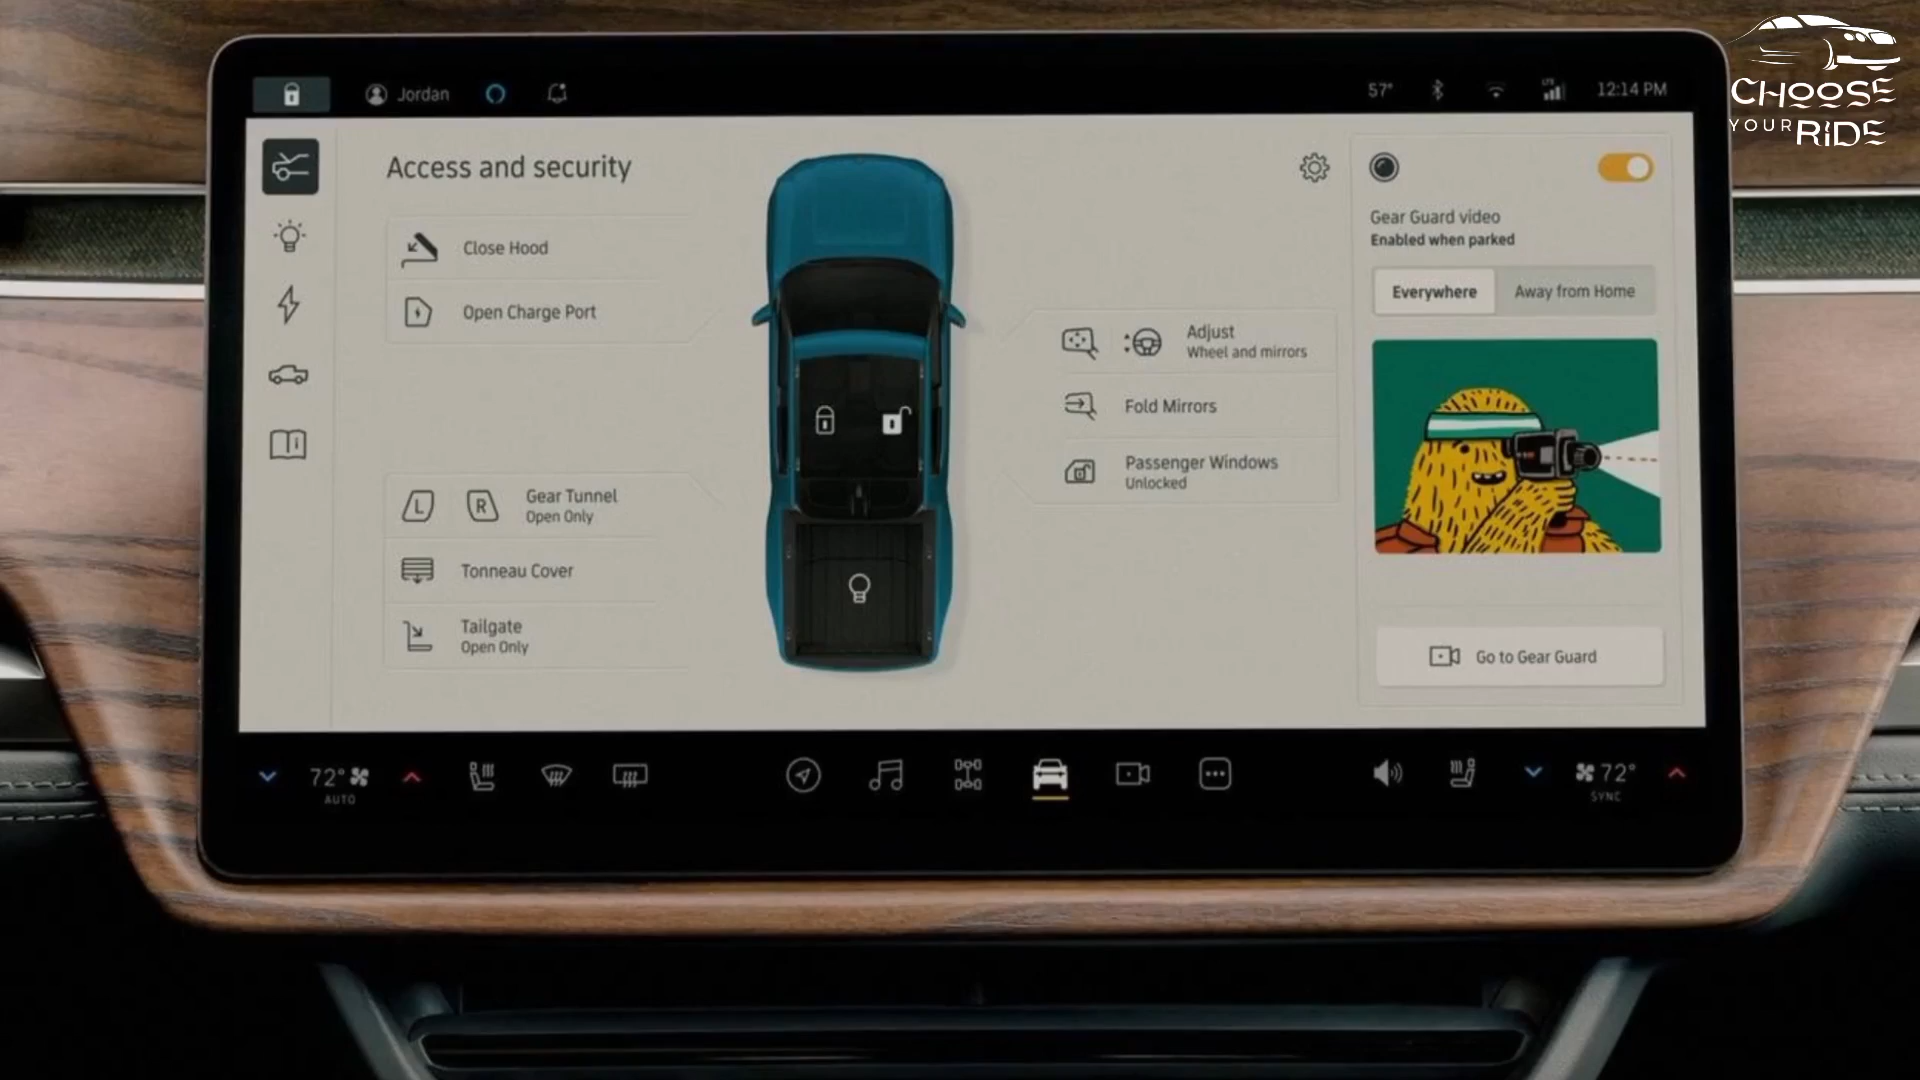 Jordan
57°
LTE
12:14 PM
CHOOSE
YOUR RiDE
Access and security
Close Hood
Open Charge Port
L
R
Gear Tunnel
Open Only
Tonneau Cover
Tailgate
Open Only
Adjust
Wheel and mirrors
Fold Mirrors
Passenger Windows
Unlocked
Gear Guard video
Enabled when parked
Everywhere
Away from Home
Go to Gear Guard
72°
AUTO
72°
SYNC